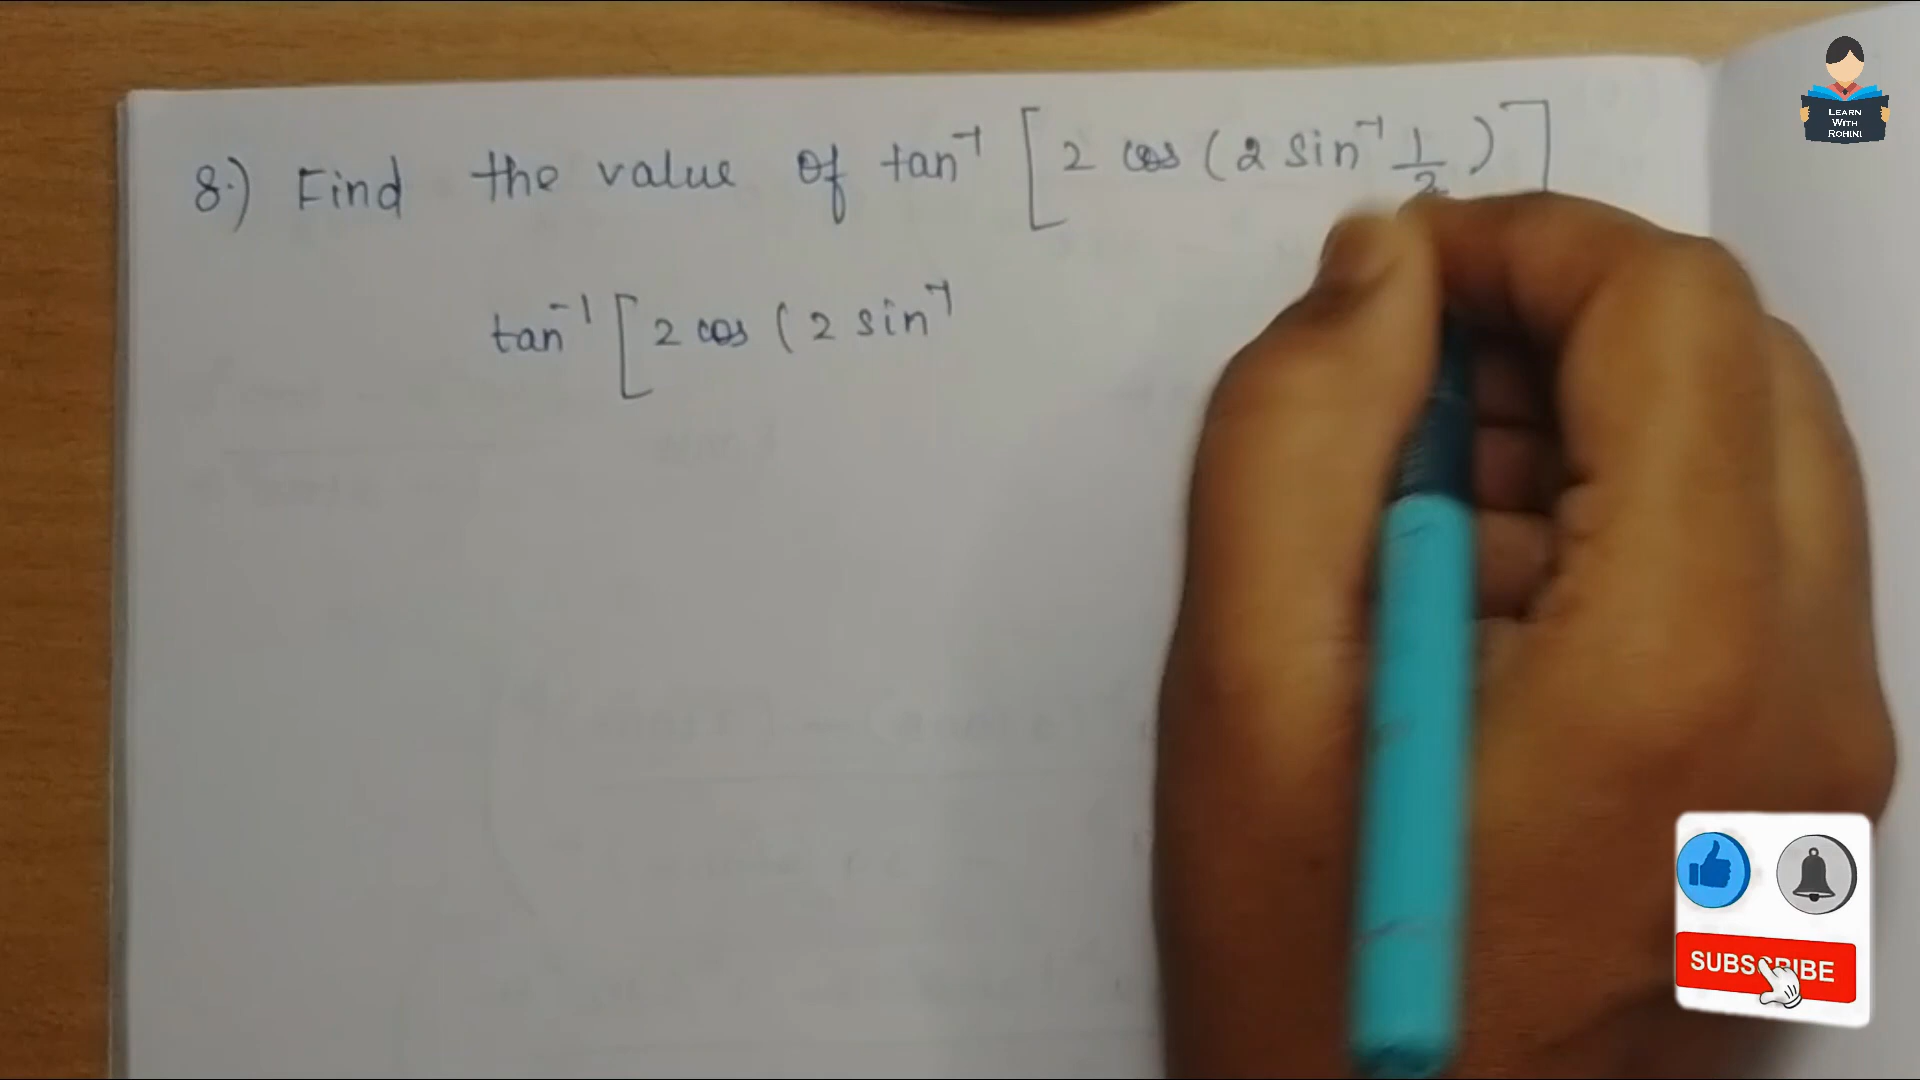 8.) Find the value of tan⁻¹ [2 cos (2 sin⁻¹ 1/2)]
tan⁻¹ [2 cos (2 sin⁻¹
LEARN
WITH
ROHINI
SUBSCRIBE